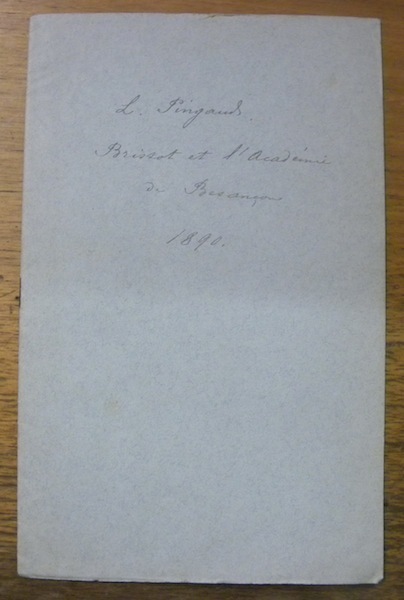 L. Pingaud.
Brissot et l'Académie
de Besançon
1890.